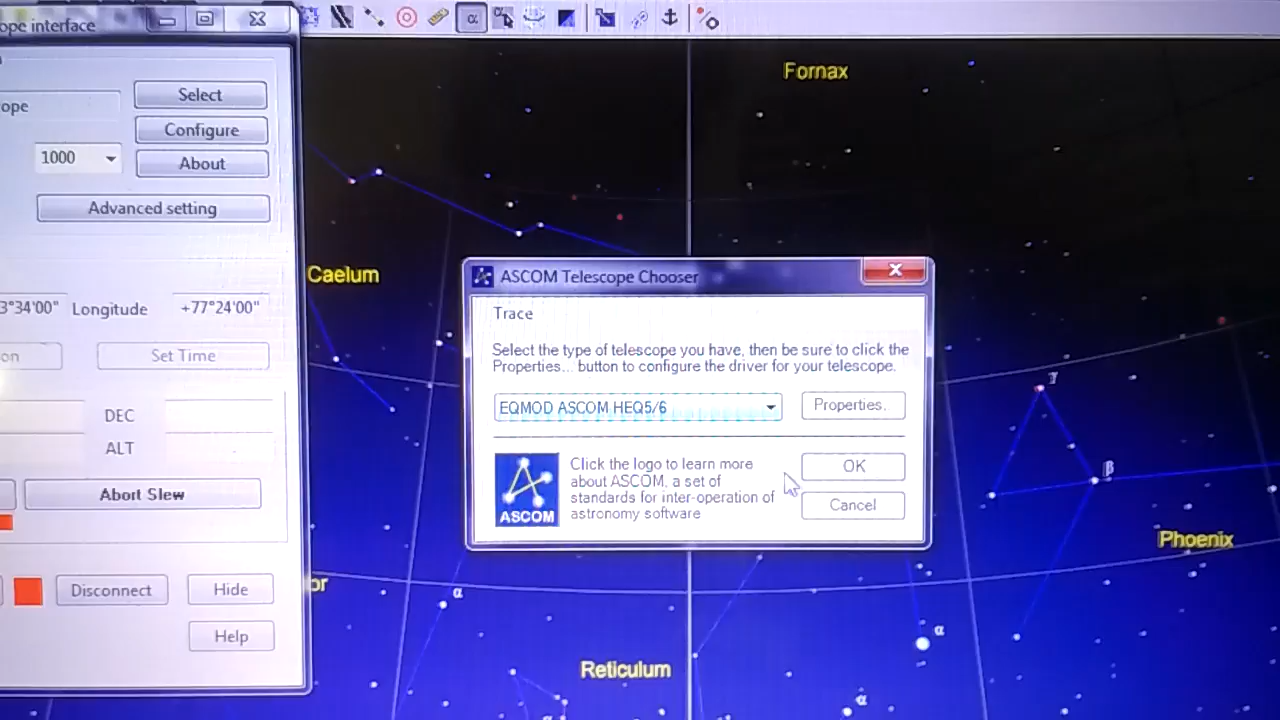 ope interface
ope
Select
Configure
1000
About
Advanced setting
3°34'00" Longitude +77°24'00"
on Set Time
DEC
ALT
Abort Slew
Disconnect Hide
Help
α
Fornax
Caelum
ASCOM Telescope Chooser
Trace
Select the type of telescope you have, then be sure to click the
Properties... button to configure the driver for your telescope.
EQMOD ASCOM HEQ5/6 Properties...
Click the logo to learn more
about ASCOM, a set of
standards for inter-operation of
astronomy software
ASCOM
OK
Cancel
γ
β
Phoenix
or
α
α
Reticulum
α